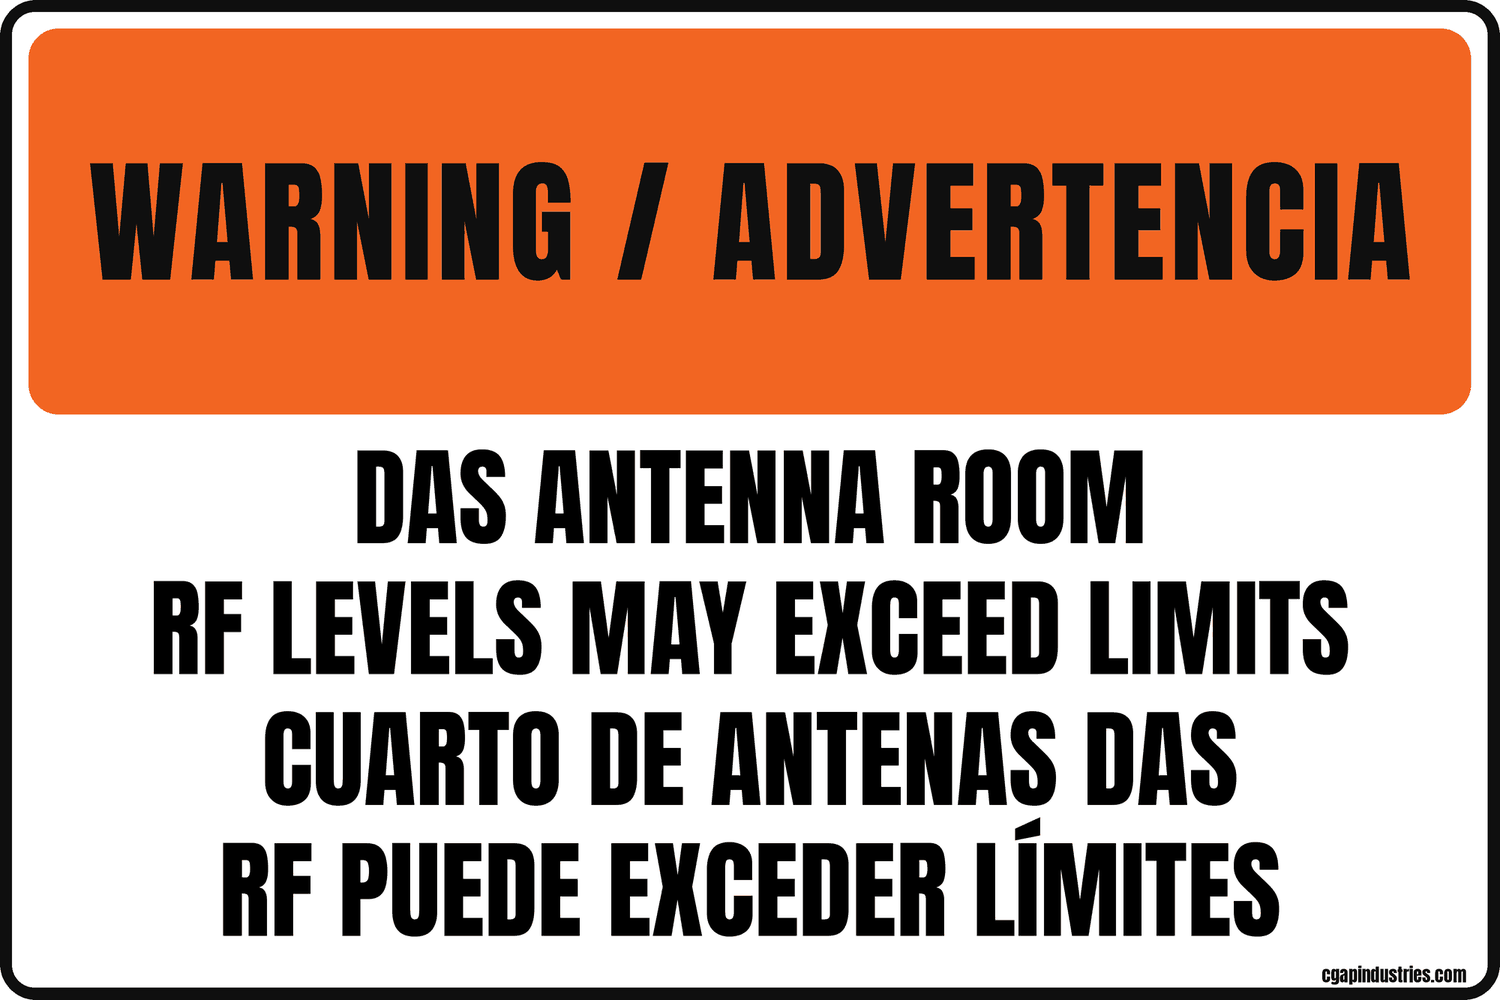 WARNING / ADVERTENCIA
DAS ANTENNA ROOM
RF LEVELS MAY EXCEED LIMITS
CUARTO DE ANTENAS DAS
RF PUEDE EXCEDER LÍMITES
cgapindustries.com